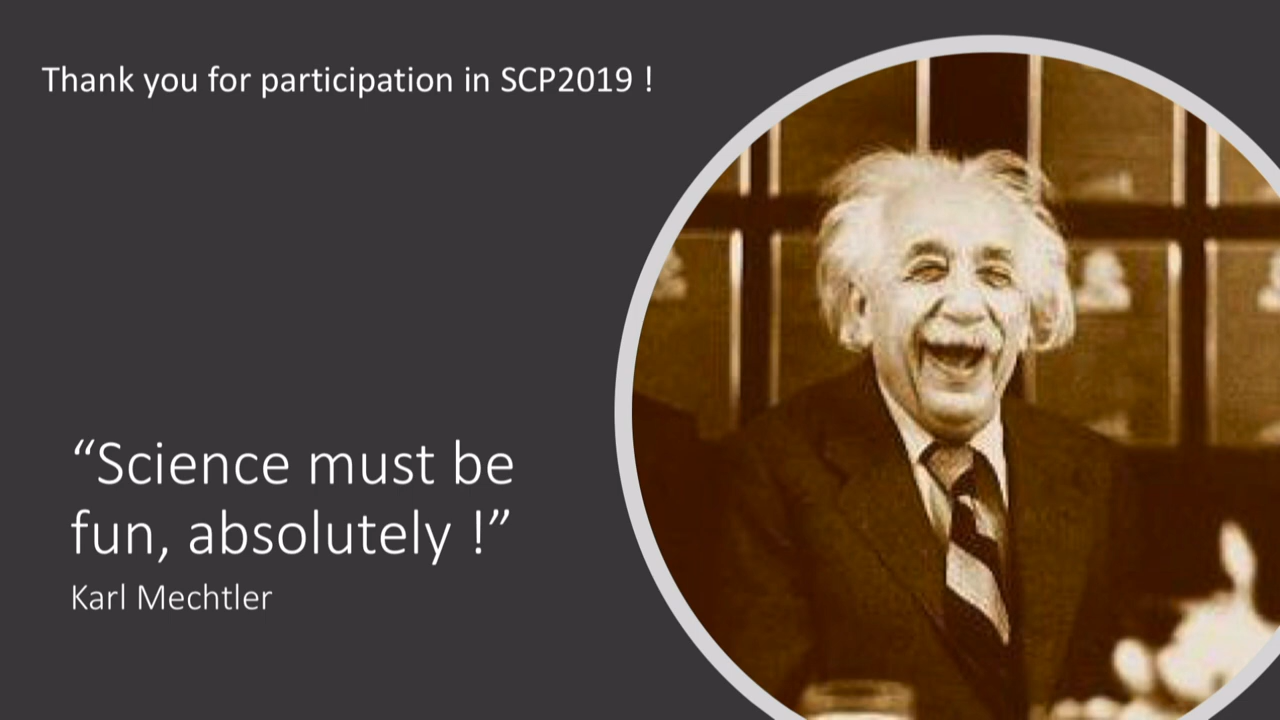 Thank you for participation in SCP2019 !
“Science must be
fun, absolutely !”
Karl Mechtler